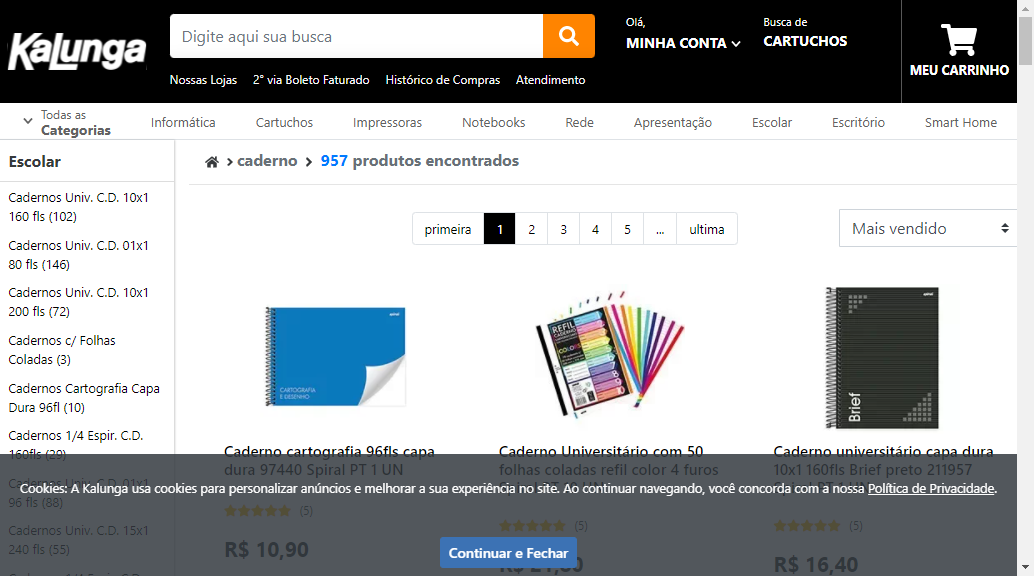 Kalunga
Digite aqui sua busca
Olá,
MINHA CONTA
Busca de
CARTUCHOS
MEU CARRINHO
Nossas Lojas 2° via Boleto Faturado Histórico de Compras Atendimento
Todas as
Categorias
Informática Cartuchos Impressoras Notebooks Rede Apresentação Escolar Escritório Smart Home
Escolar
caderno 957 produtos encontrados
Cadernos Univ. C.D. 10x1
160 fls (102)
Cadernos Univ. C.D. 01x1
80 fls (146)
Cadernos Univ. C.D. 10x1
200 fls (72)
Cadernos c/ Folhas
Coladas (3)
Cadernos Cartografia Capa
Dura 96fl (10)
Cadernos 1/4 Espir. C.D.
160fls (29)
Cadernos Univ. C.D. 01x1
96 fls (88)
Cadernos Univ. C.D. 15x1
240 fls (55)
primeira 1 2 3 4 5 ... ultima
Mais vendido
CARTOGRAFIA
E DESENHO
REFIL
CADERNO
COLOR
Brief
Caderno cartografia 96fls capa
dura 97440 Spiral PT 1 UN
(5)
R$ 10,90
Caderno Universitário com 50
folhas coladas refil color 4 furos
(5)
Caderno universitário capa dura
10x1 160fls Brief preto 211957
(5)
R$ 16,40
Cookies: A Kalunga usa cookies para personalizar anúncios e melhorar a sua experiência no site. Ao continuar navegando, você concorda com a nossa Política de Privacidade.
Continuar e Fechar